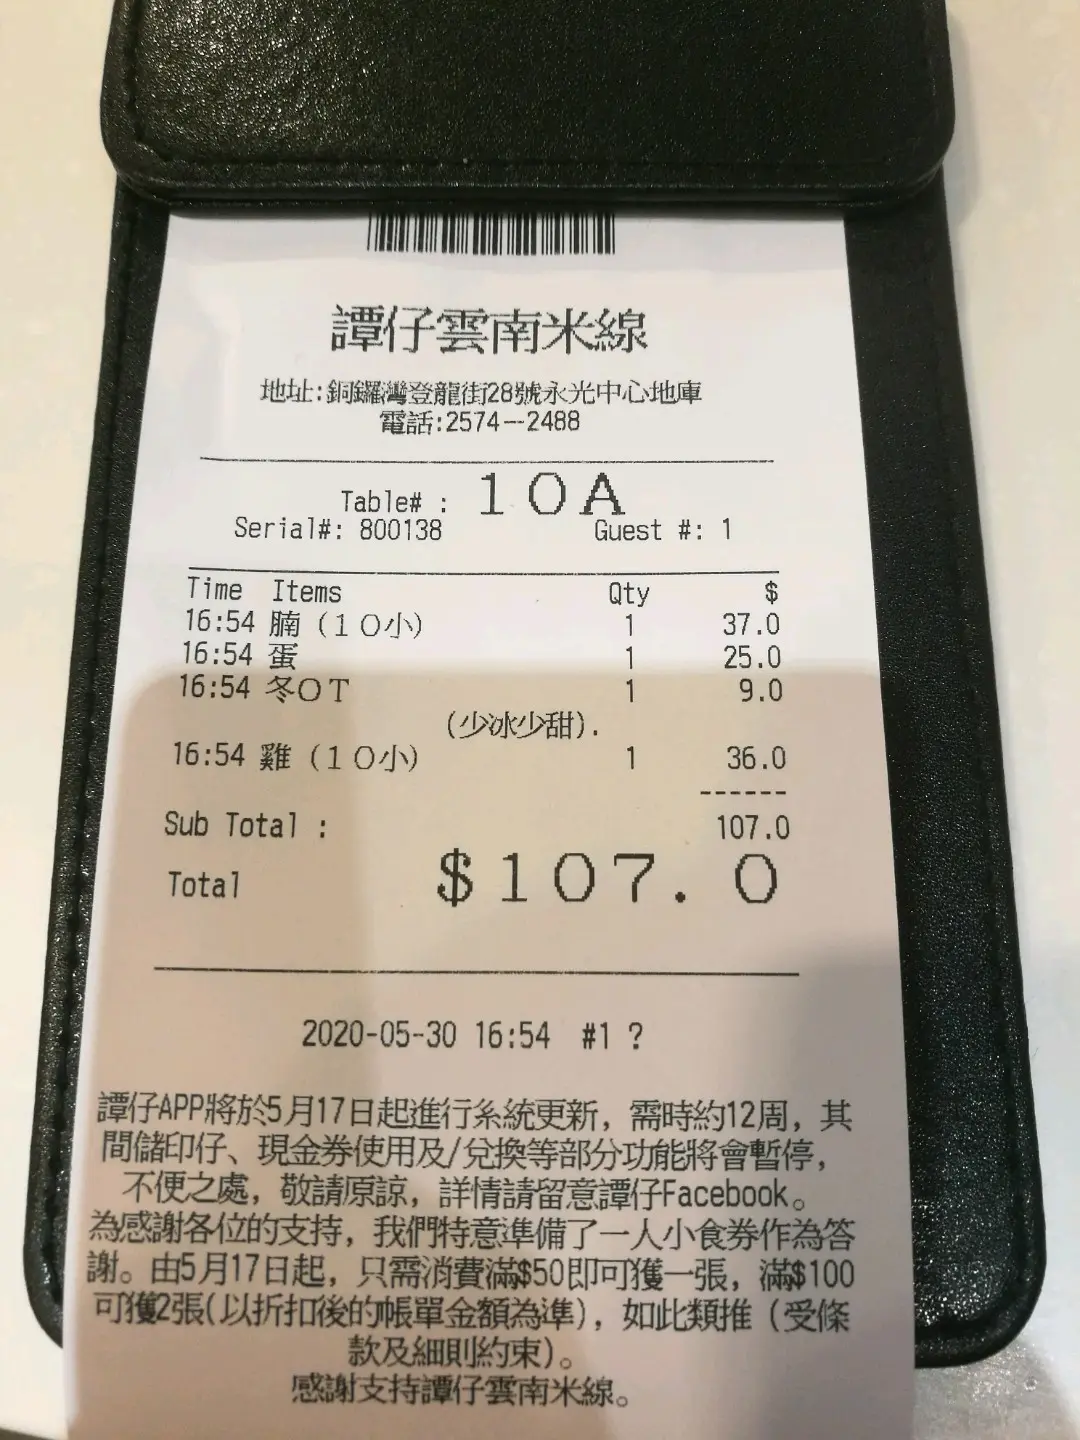 譚仔雲南米線
地址:銅鑼灣登龍街28號永光中心地庫
電話:2574--2488
Table# : 10A
Serial#: 800138 Guest #: 1
Time Items Qty $
16:54 腩(10小) 1 37.0
16:54 蛋 1 25.0
16:54 冬OT 1 9.0
(少冰少甜).
16:54 雞(10小) 1 36.0
------
Sub Total : 107.0
Total $107.0
2020-05-30 16:54 #1 ?
譚仔APP將於5月17日起進行系統更新，需時約12周，其
間儲印仔、現金券使用及/兌換等部分功能將會暫停，
不便之處，敬請原諒，詳情請留意譚仔Facebook。
為感謝各位的支持，我們特意準備了一人小食券作為答
謝。由5月17日起，只需消費滿$50即可獲一張，滿$100
可獲2張(以折扣後的帳單金額為準)，如此類推（受條
款及細則約束)。
感謝支持譚仔雲南米線。